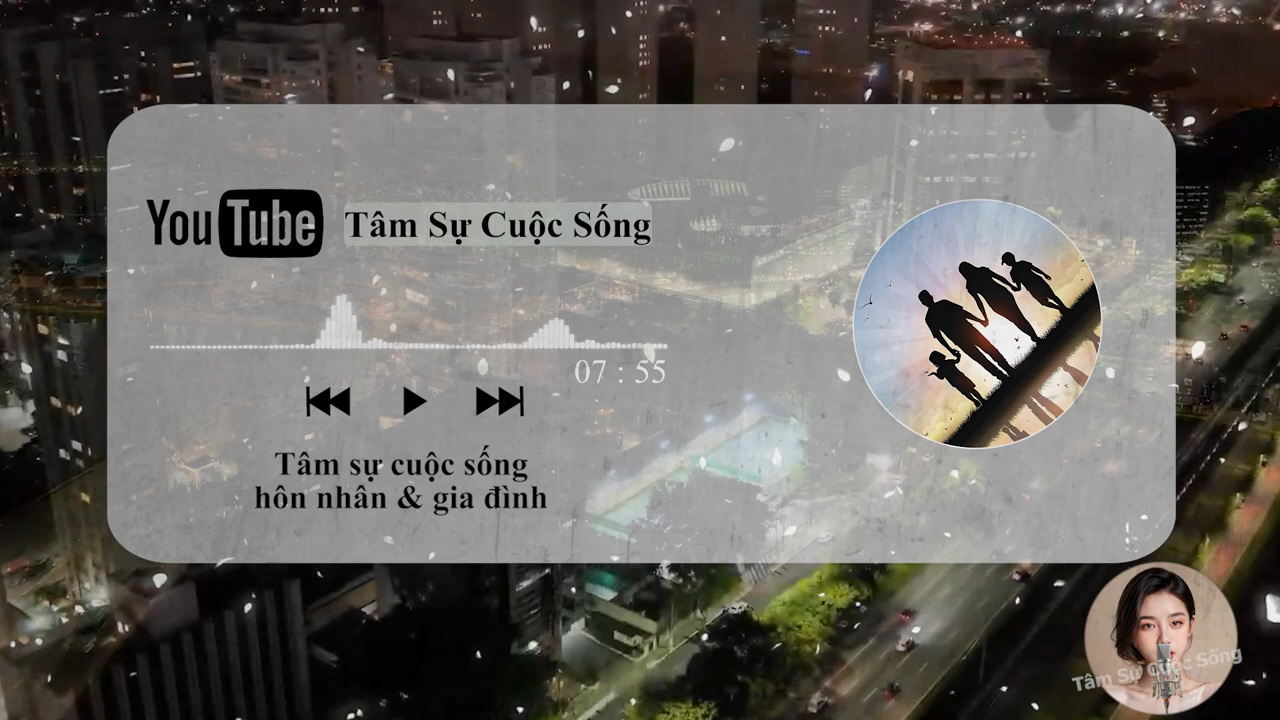 YouTube Tâm Sự Cuộc Sống
07 : 55
Tâm sự cuộc sống
hôn nhân & gia đình
Tâm Sự Cuộc Sống